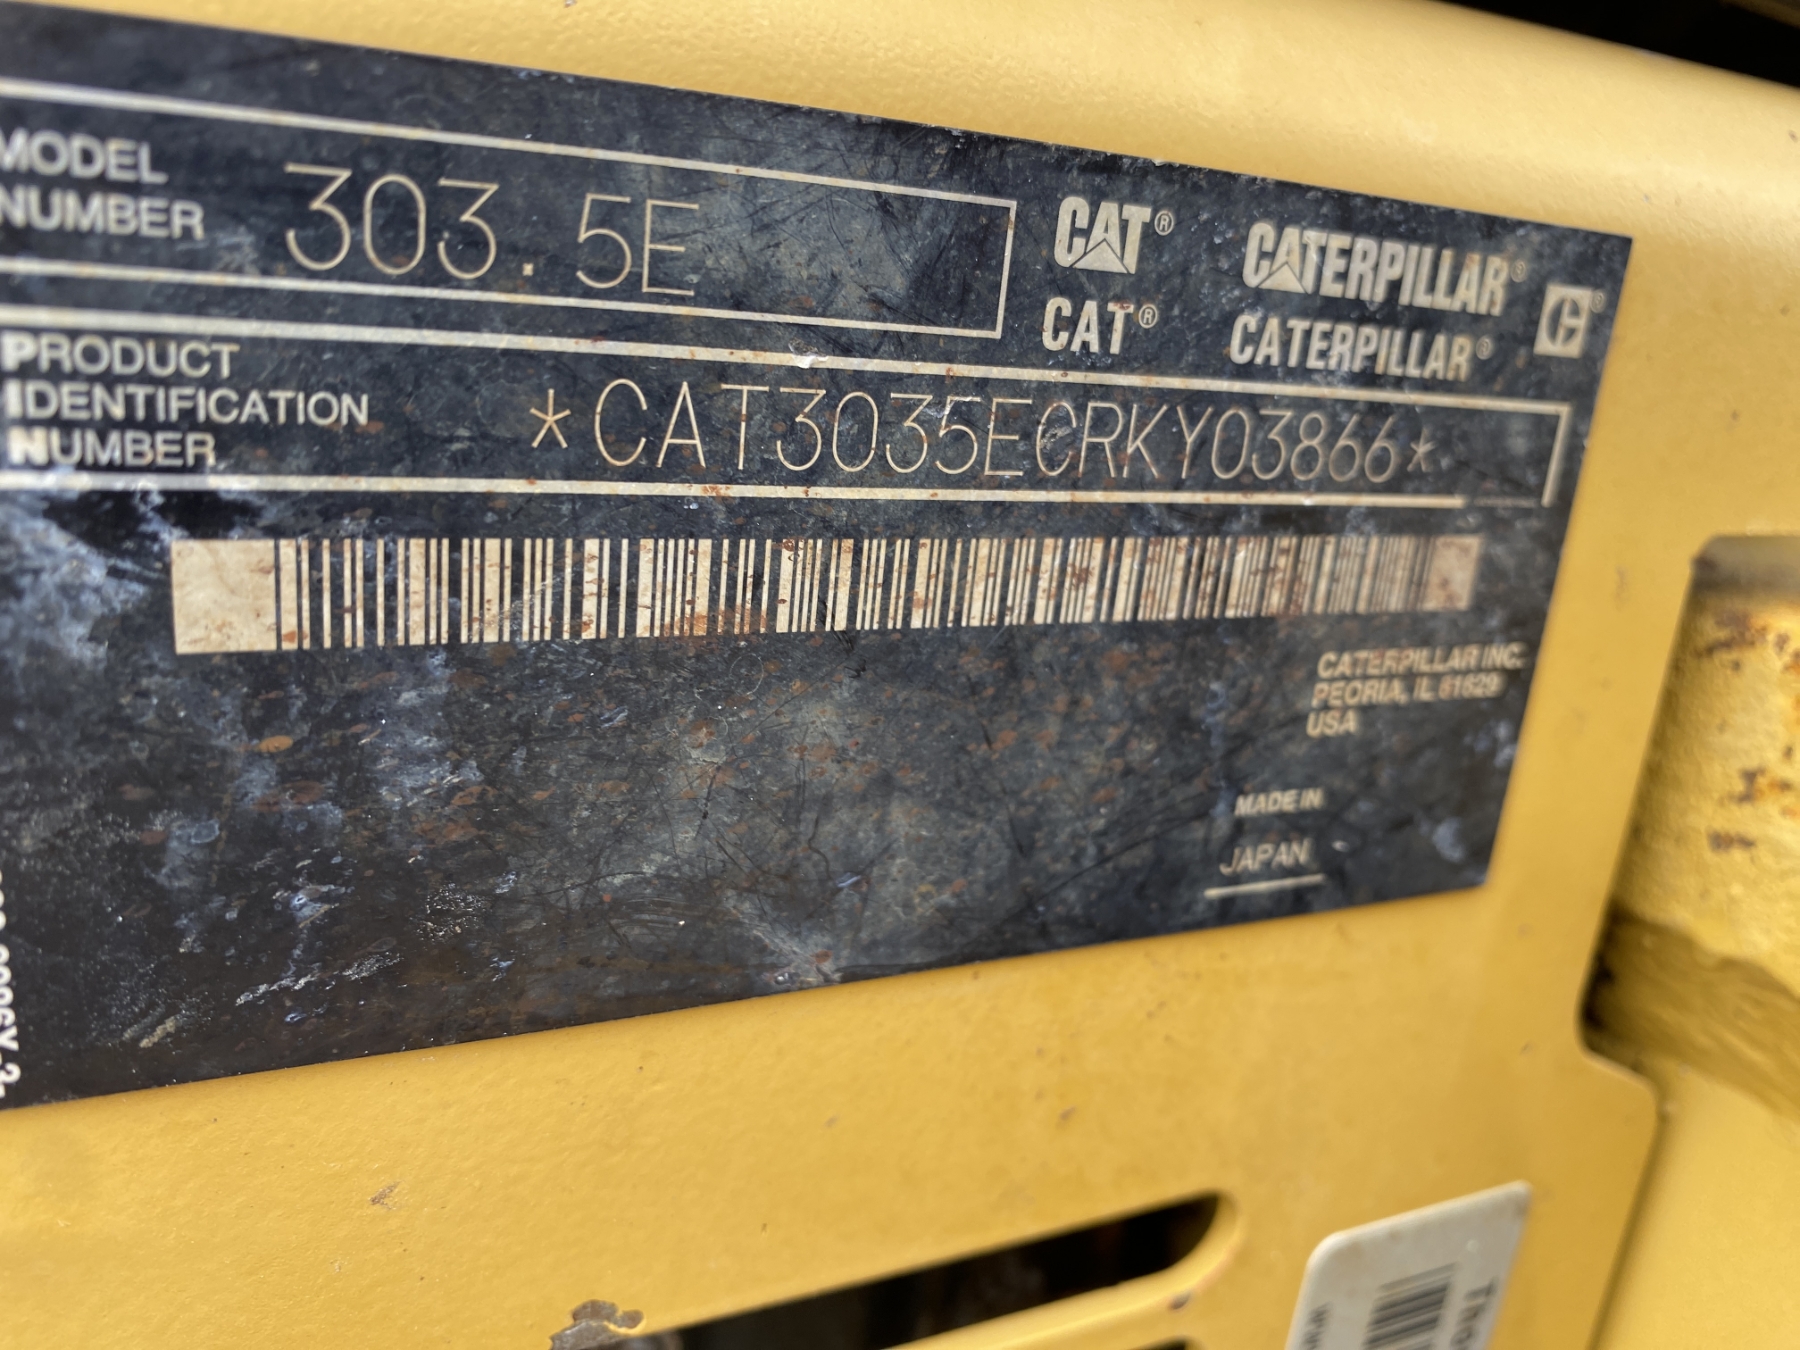 MODEL
NUMBER
303.5E
CAT® CATERPILLAR®
CAT® CATERPILLAR®
PRODUCT
IDENTIFICATION
NUMBER
*CAT3035ECRKY03866*
CATERPILLAR INC.
PEORIA, IL 61629
USA
MADE IN
JAPAN